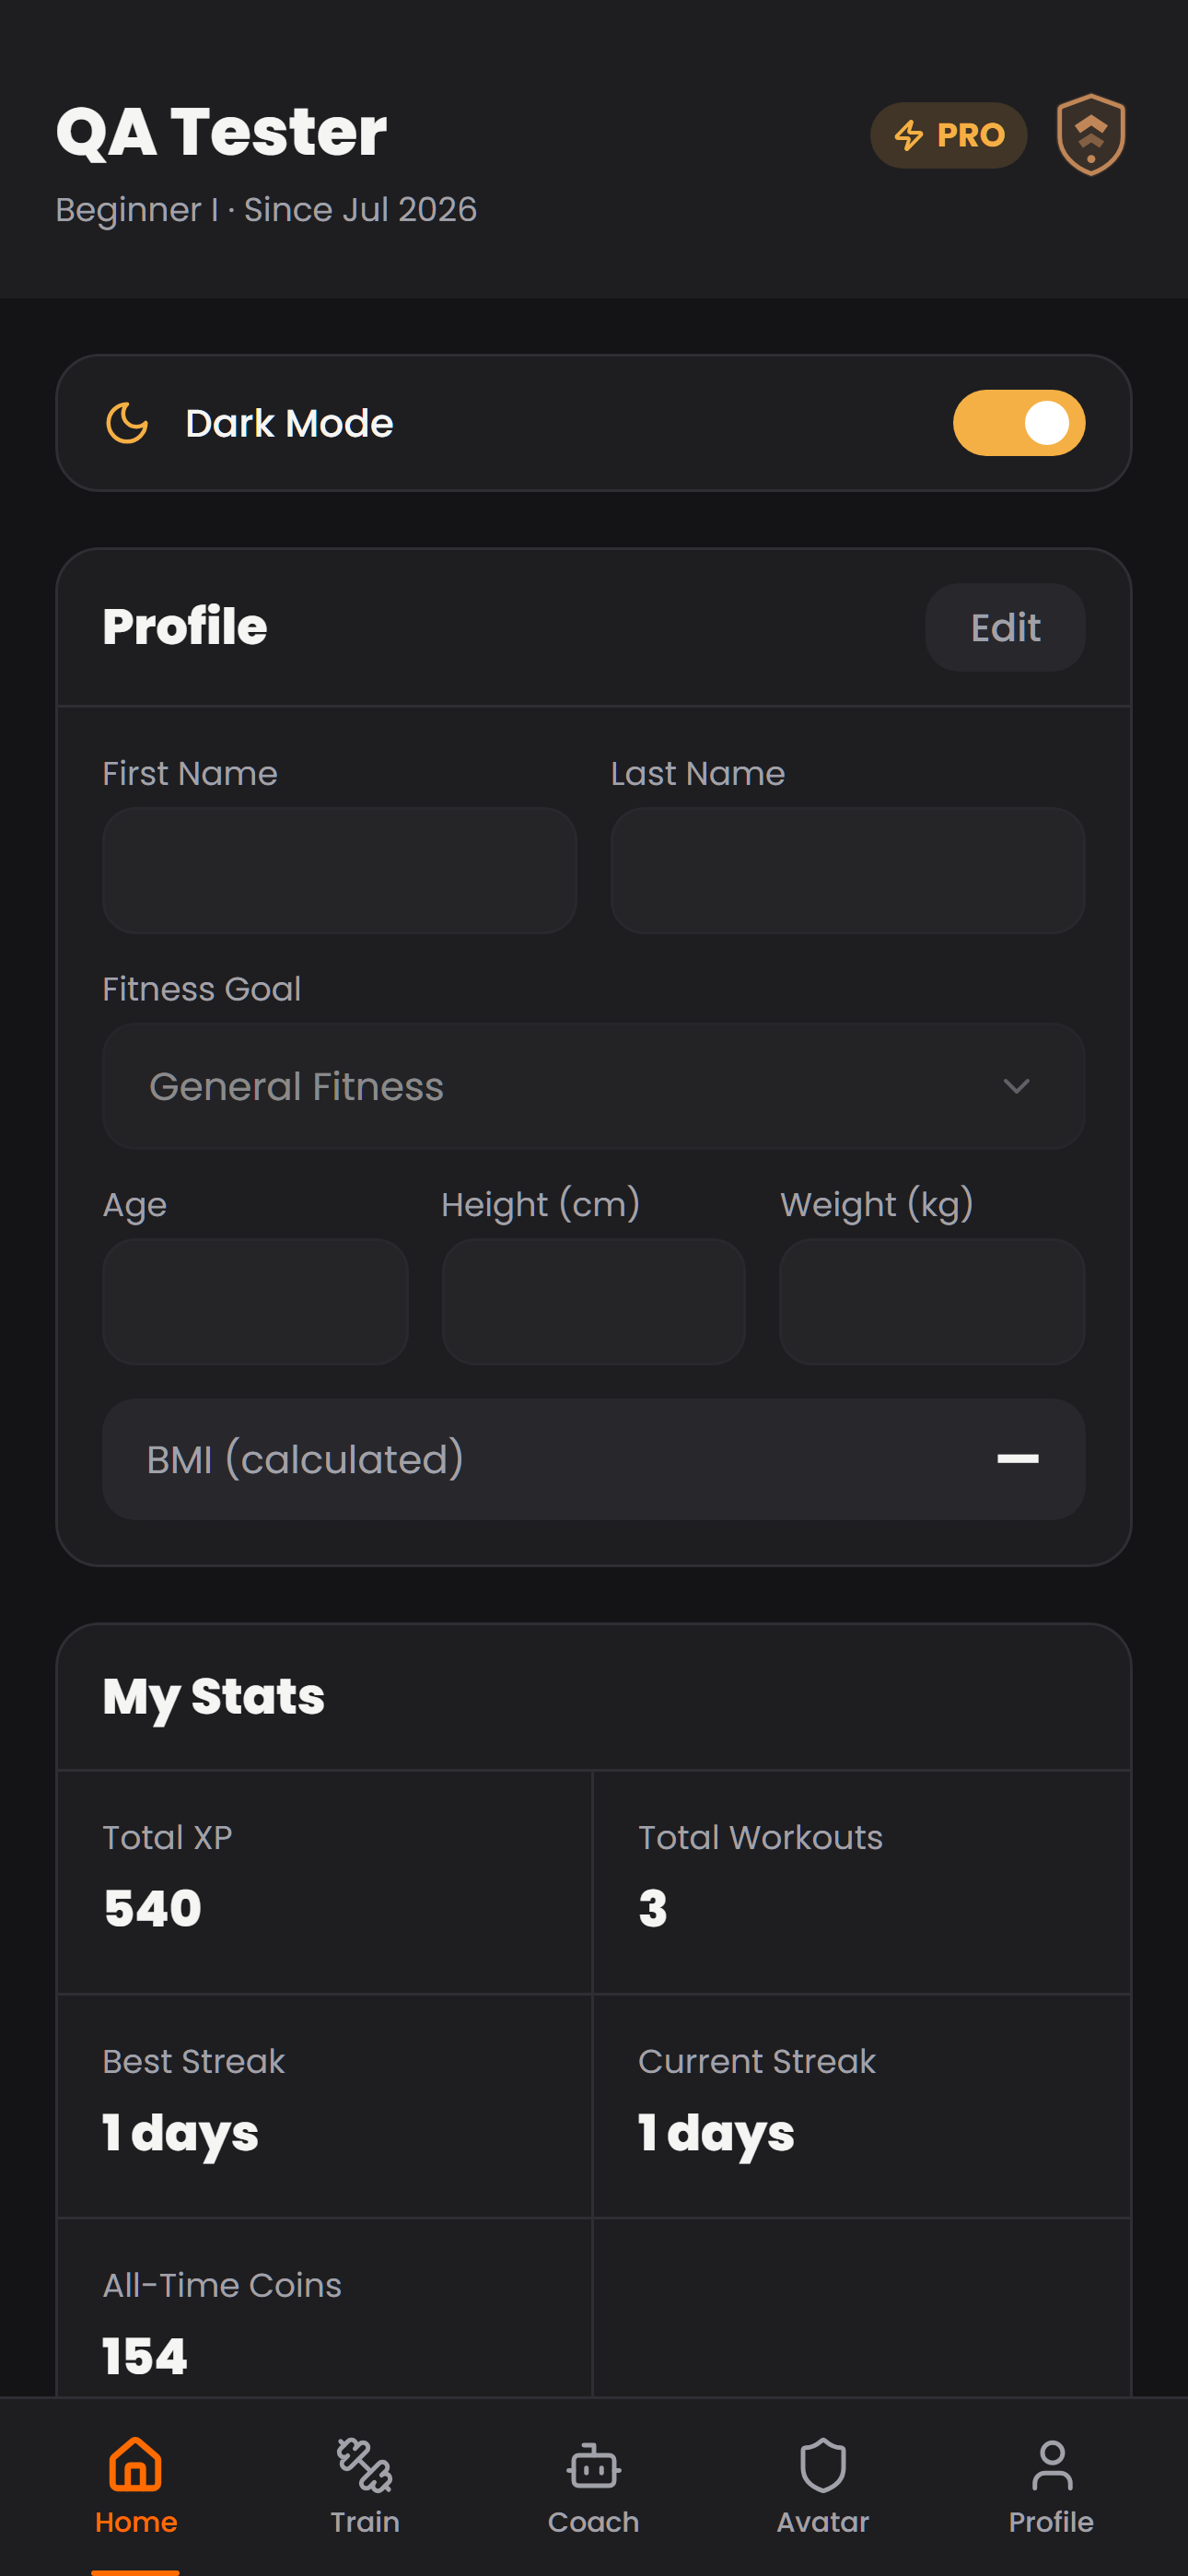 QA Tester
PRO
Beginner I · Since Jul 2026
Dark Mode
Profile
Edit
First Name
Last Name
Fitness Goal
General Fitness
Age
Height (cm)
Weight (kg)
BMI (calculated)
—
My Stats
Total XP
540
Total Workouts
3
Best Streak
1 days
Current Streak
1 days
All-Time Coins
154
Home
Train
Coach
Avatar
Profile